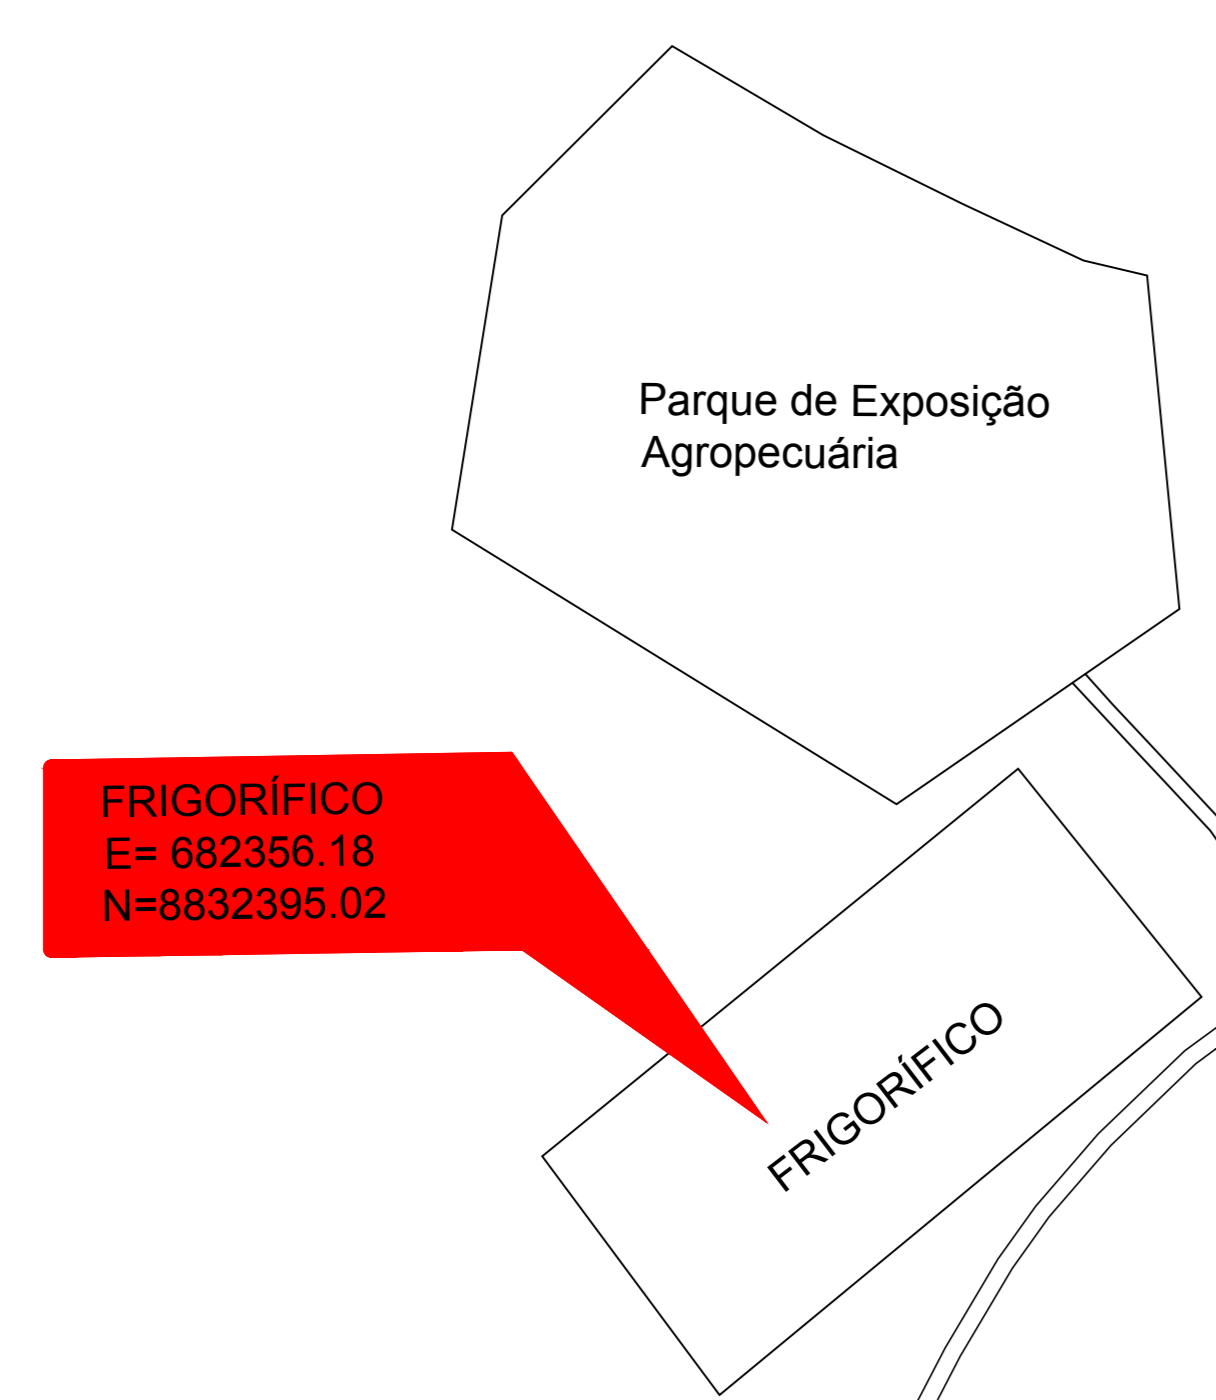 Parque de Exposição
Agropecuária
FRIGORÍFICO
E= 682356.18
N=8832395.02
FRIGORÍFICO